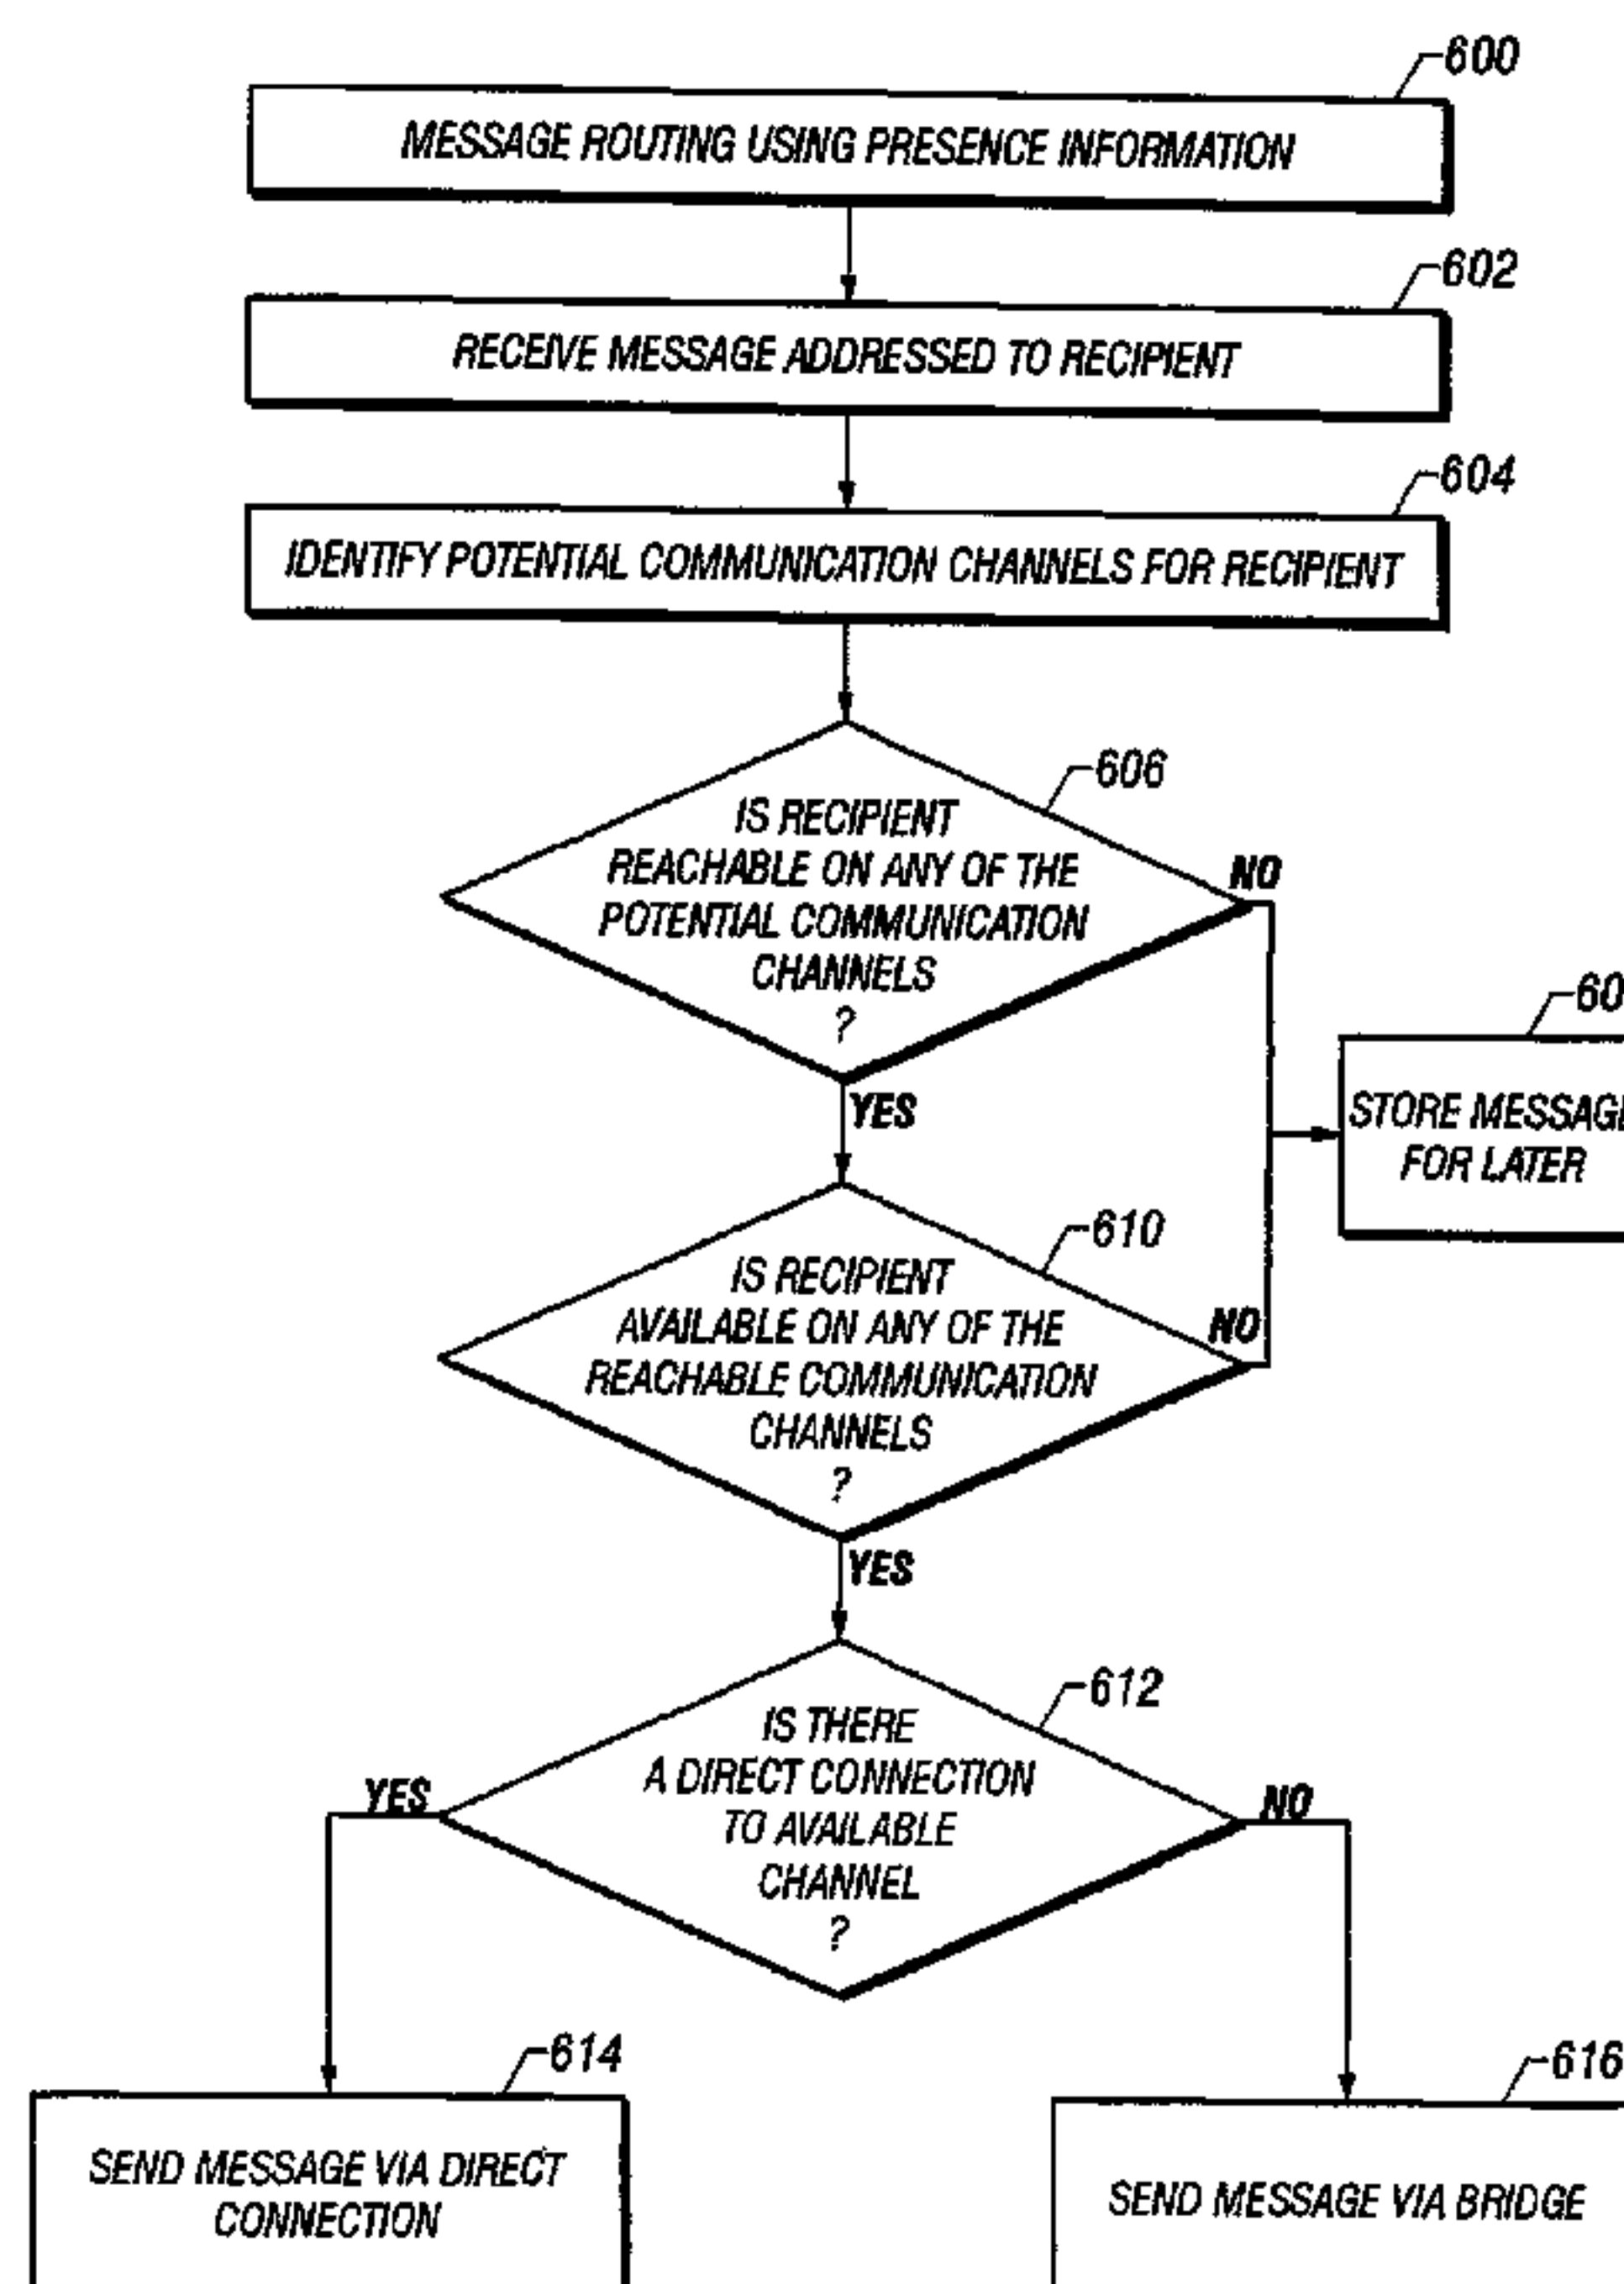 600
MESSAGE ROUTING USING PRESENCE INFORMATION
602
RECEIVE MESSAGE ADDRESSED TO RECIPIENT
604
IDENTIFY POTENTIAL COMMUNICATION CHANNELS FOR RECIPIENT
606
IS RECIPIENT
REACHABLE ON ANY OF THE
POTENTIAL COMMUNICATION
CHANNELS
?
NO
YES
60
STORE MESSAGE
FOR LATER
610
IS RECIPIENT
AVAILABLE ON ANY OF THE
REACHABLE COMMUNICATION
CHANNELS
?
NO
YES
612
IS THERE
A DIRECT CONNECTION
TO AVAILABLE
CHANNEL
?
YES
NO
614
SEND MESSAGE VIA DIRECT
CONNECTION
616
SEND MESSAGE VIA BRIDGE